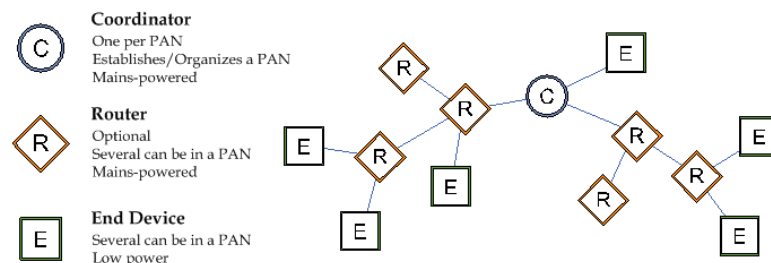 C
Coordinator
One per PAN
Establishes/Organizes a PAN
Mains-powered
R
Router
Optional
Several can be in a PAN
Mains-powered
E
End Device
Several can be in a PAN
Low power
E
R
C
R
E
R
E
E
R
R
E
R
E
E